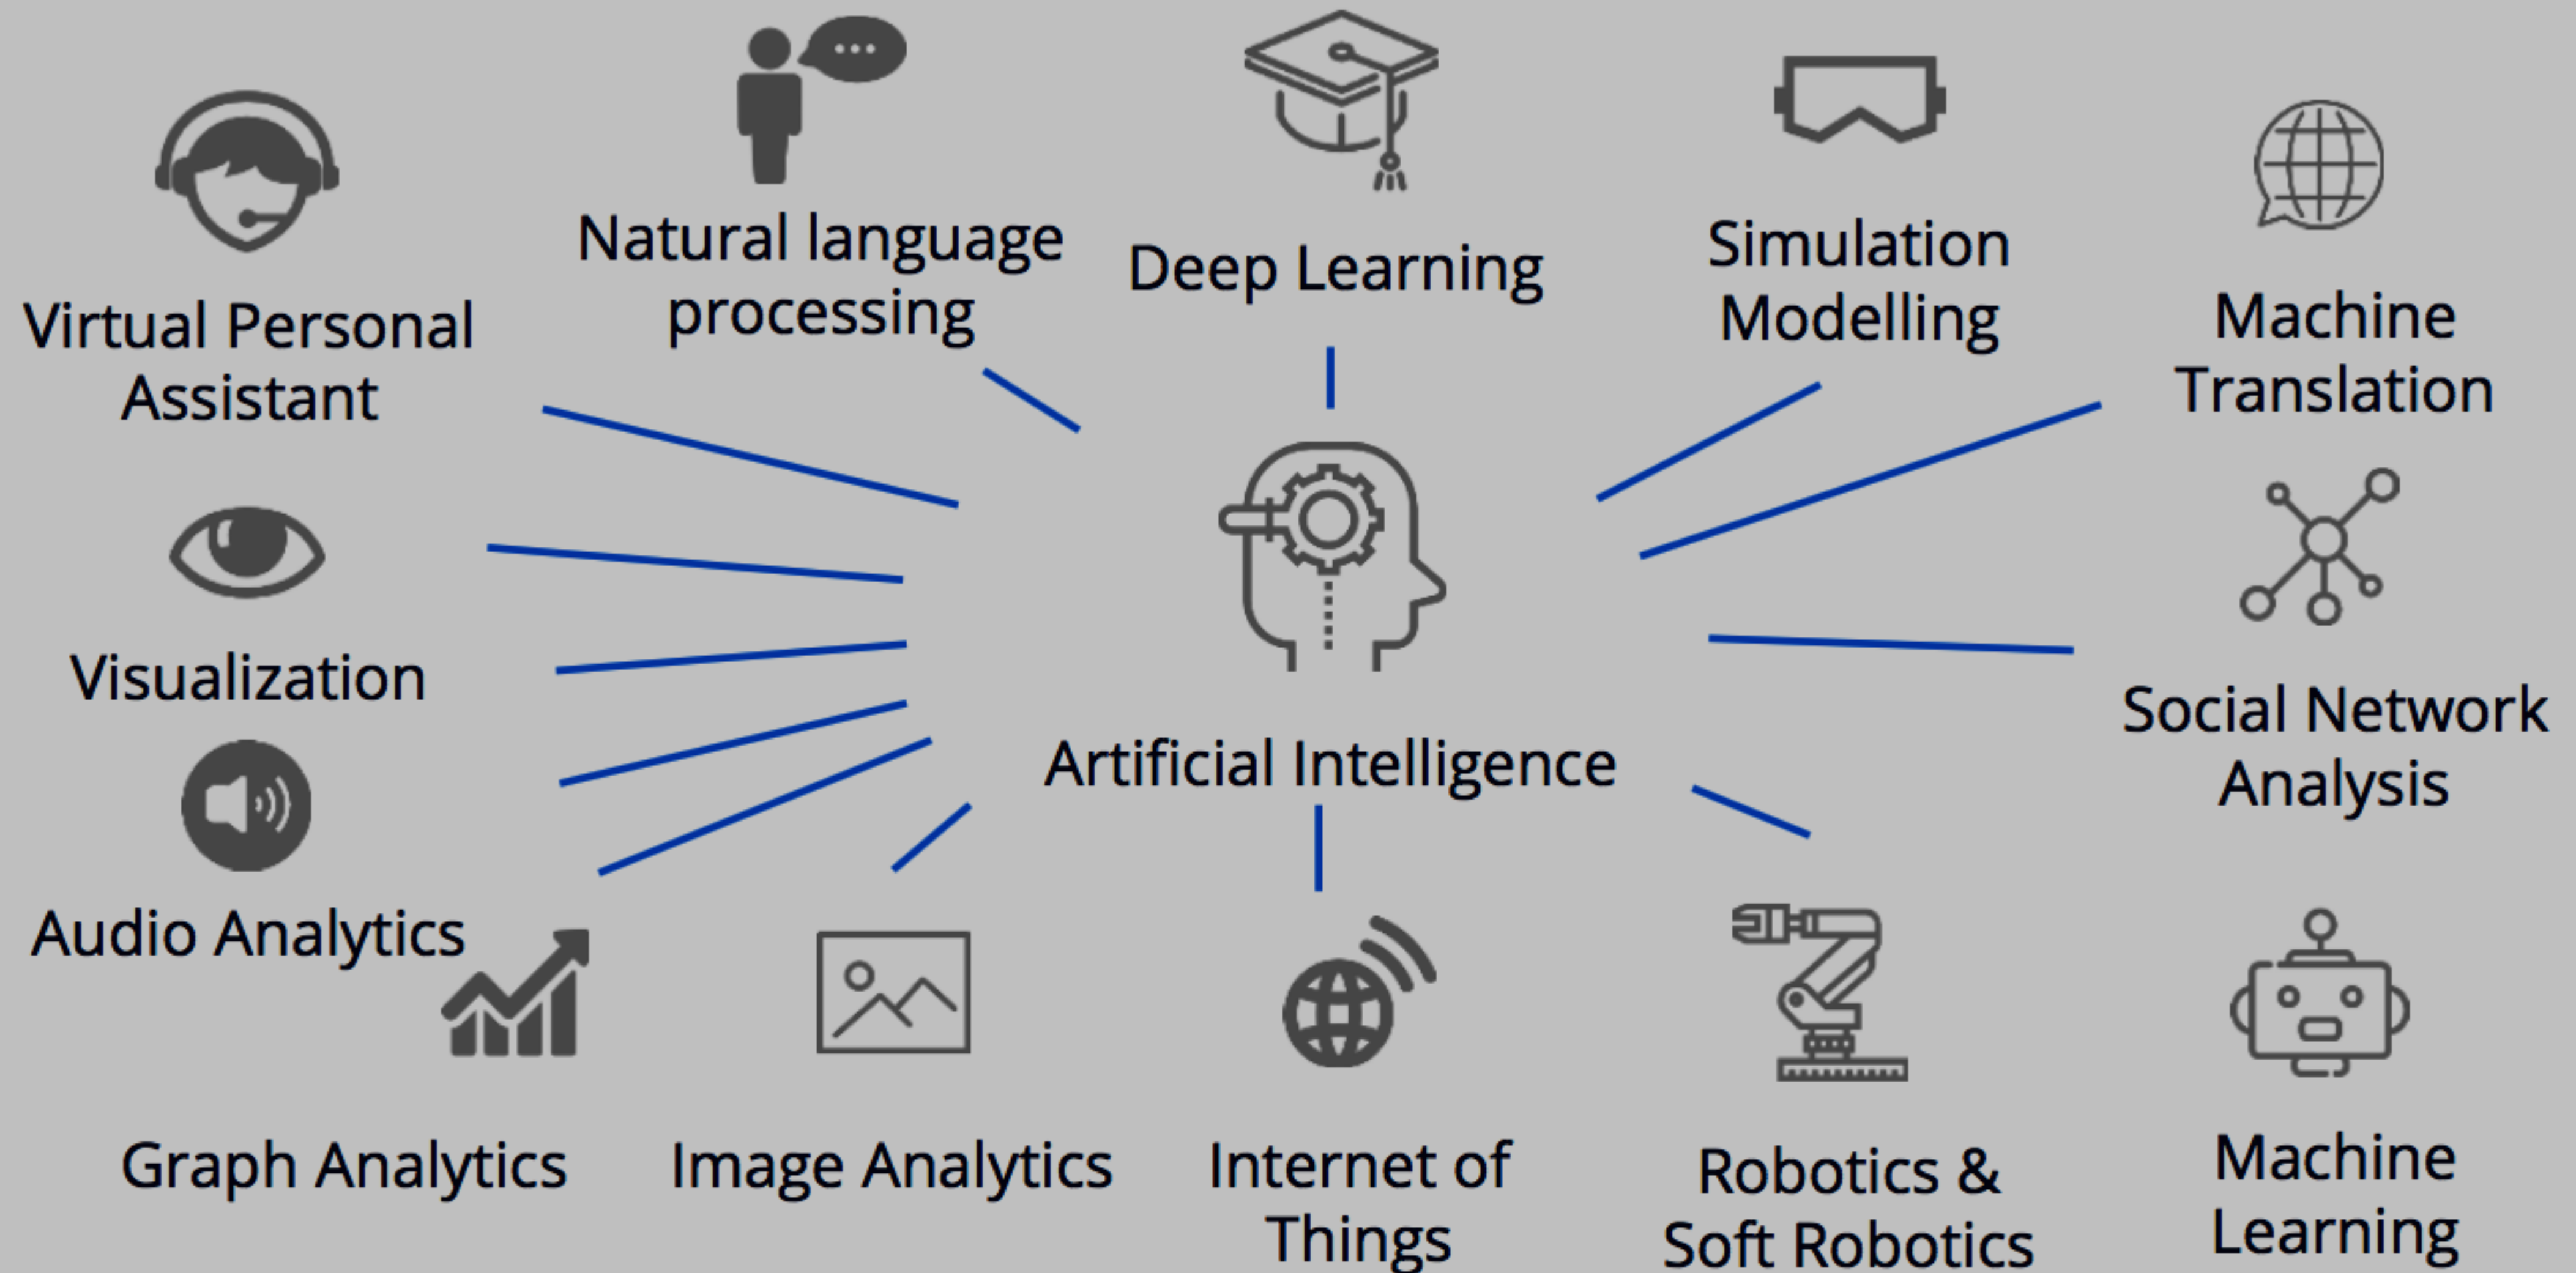 Natural language
processing
Deep Learning
Simulation
Modelling
Machine
Translation
Virtual Personal
Assistant
Visualization
Social Network
Analysis
Artificial Intelligence
Audio Analytics
Graph Analytics
Image Analytics
Internet of
Things
Robotics &
Soft Robotics
Machine
Learning